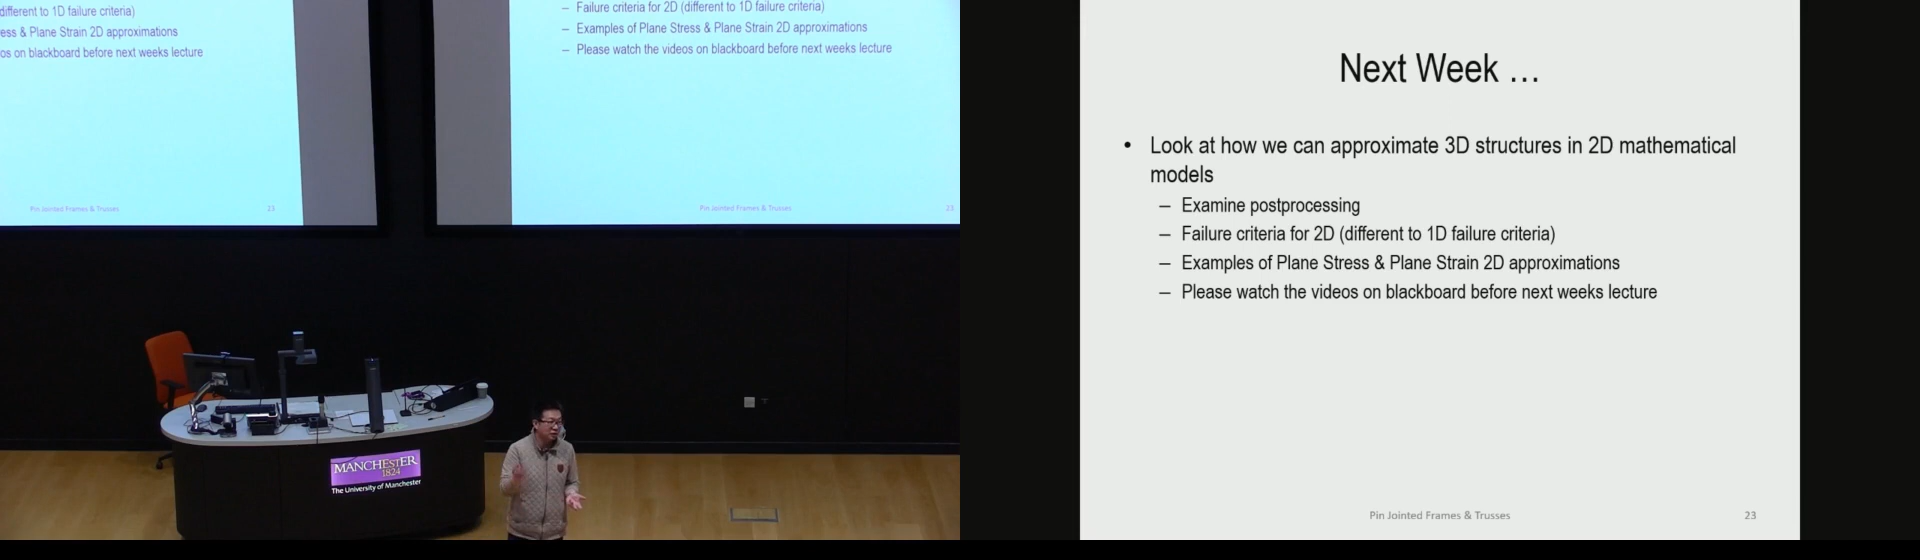 different to 1D failure criteria)
ess & Plane Strain 2D approximations
os on blackboard before next weeks lecture
Pin Jointed Frames & Trusses
23
– Failure criteria for 2D (different to 1D failure criteria)
– Examples of Plane Stress & Plane Strain 2D approximations
– Please watch the videos on blackboard before next weeks lecture
Pin Jointed Frames & Trusses
23
MANCHESTER
1824
The University of Manchester
Next Week …
• Look at how we can approximate 3D structures in 2D mathematical
models
– Examine postprocessing
– Failure criteria for 2D (different to 1D failure criteria)
– Examples of Plane Stress & Plane Strain 2D approximations
– Please watch the videos on blackboard before next weeks lecture
Pin Jointed Frames & Trusses
23